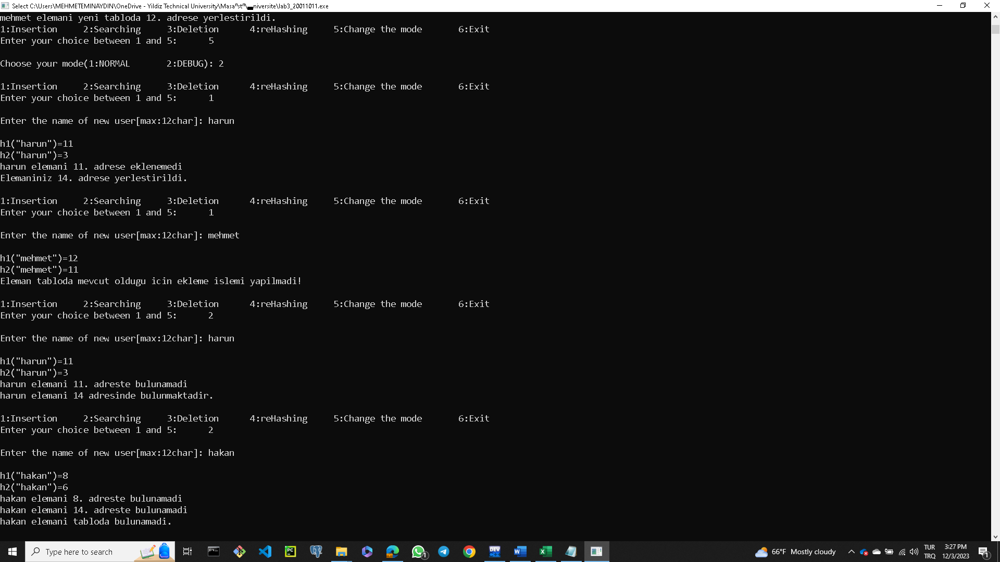 Select C:\Users\MEHMETEMINAYDIN\OneDrive - Yildiz Technical University\Masaⁿstⁿ\▄niversite\lab3_20011011.exe
mehmet elemani yeni tabloda 12. adrese yerlestirildi.
1:Insertion 2:Searching 3:Deletion 4:reHashing 5:Change the mode 6:Exit
Enter your choice between 1 and 5: 5
Choose your mode(1:NORMAL 2:DEBUG): 2
1:Insertion 2:Searching 3:Deletion 4:reHashing 5:Change the mode 6:Exit
Enter your choice between 1 and 5: 1
Enter the name of new user[max:12char]: harun
h1("harun")=11
h2("harun")=3
harun elemani 11. adrese eklenemedi
Elemaniniz 14. adrese yerlestirildi.
1:Insertion 2:Searching 3:Deletion 4:reHashing 5:Change the mode 6:Exit
Enter your choice between 1 and 5: 1
Enter the name of new user[max:12char]: mehmet
h1("mehmet")=12
h2("mehmet")=11
Eleman tabloda mevcut oldugu icin ekleme islemi yapilmadi!
1:Insertion 2:Searching 3:Deletion 4:reHashing 5:Change the mode 6:Exit
Enter your choice between 1 and 5: 2
Enter the name of new user[max:12char]: harun
h1("harun")=11
h2("harun")=3
harun elemani 11. adreste bulunamadi
harun elemani 14 adresinde bulunmaktadir.
1:Insertion 2:Searching 3:Deletion 4:reHashing 5:Change the mode 6:Exit
Enter your choice between 1 and 5: 2
Enter the name of new user[max:12char]: hakan
h1("hakan")=8
h2("hakan")=6
hakan elemani 8. adreste bulunamadi
hakan elemani 14. adreste bulunamadi
hakan elemani tabloda bulunamadi.
Type here to search
PC
1
DEV
66°F Mostly cloudy
TUR
TRQ
3:27 PM
12/3/2023
1